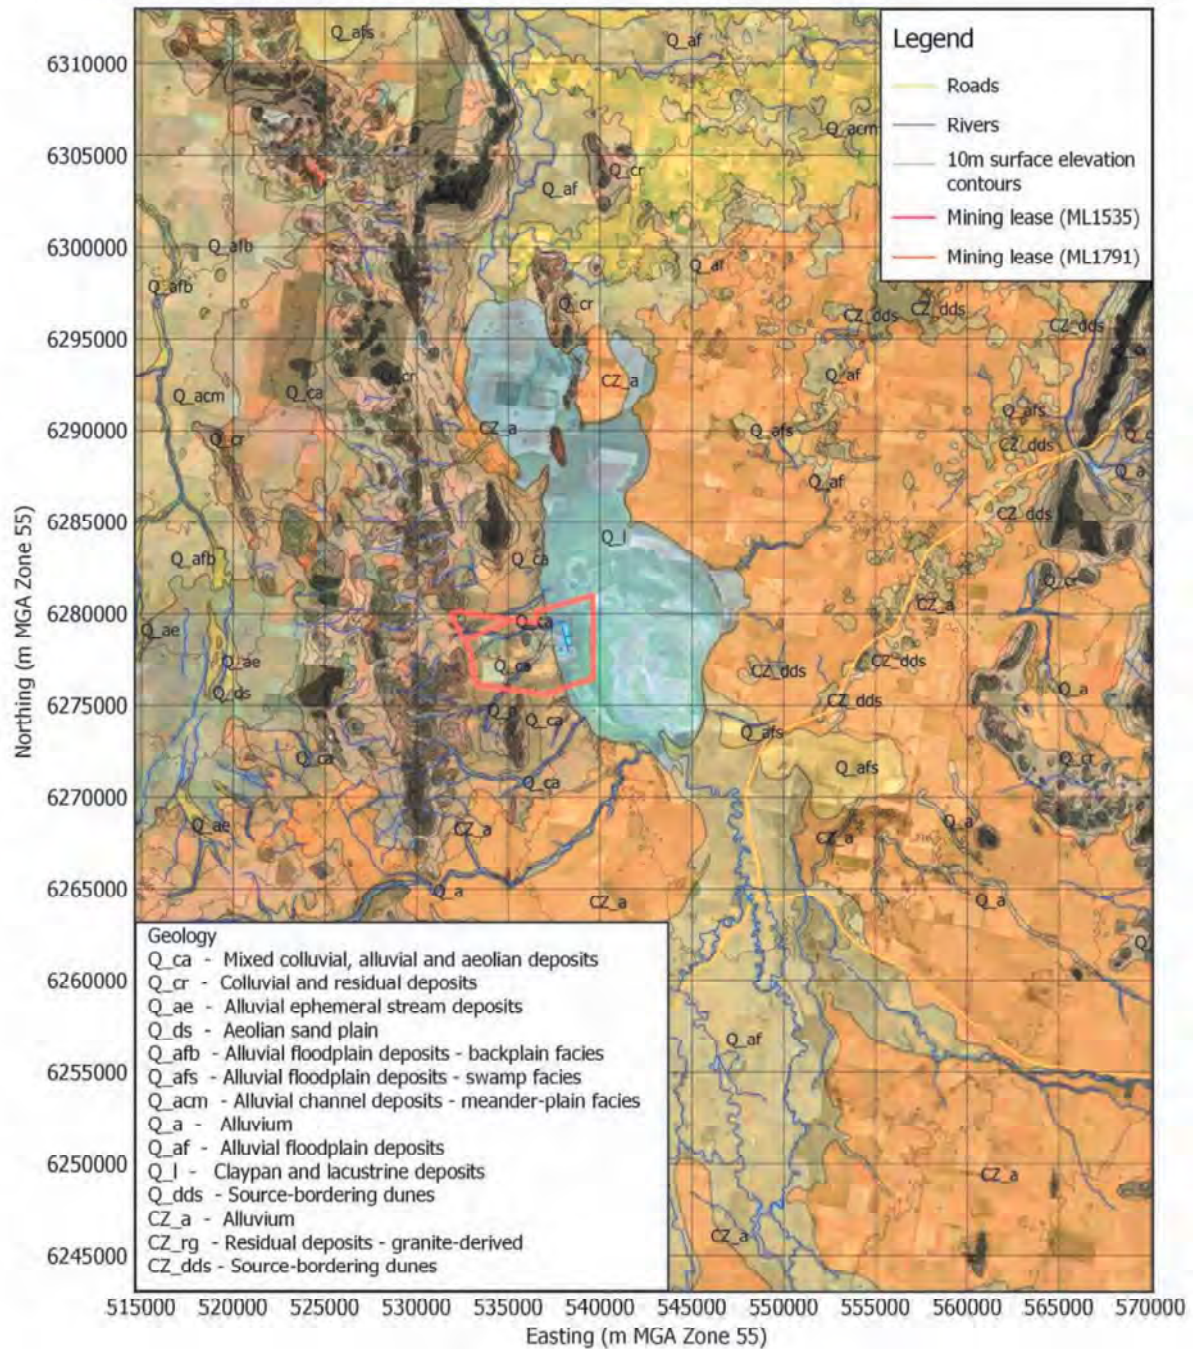 Legend
Roads
Rivers
10m surface elevation
contours
Mining lease (ML1535)
Mining lease (ML1791)
Northing (m MGA Zone 55)
6310000
6305000
6300000
6295000
6290000
6285000
6280000
6275000
6270000
6265000
6260000
6255000
6250000
6245000
Q_afs
Q_af
Q_acm
Q_cr
Q_af
Q_afb
Q_af
Q_afb
Q_cr
CZ_dds
CZ_dds
CZ_dds
CZ_a
Q_af
Q_cr
Q_ca
Q_acm
Q_afs
CZ_a
Q_afs
Q_cr
CZ_dds
Q_a
Q_af
CZ_dds
Q_l
Q_afb
Q_ca
Q_cr
CZ_a
Q_ca
Q_ae
Q_ae
Q_ca
CZ_dds
CZ_dds
Q_ds
Q_a
CZ_dds
Q_ca
Q_afs
Q_ca
Q_cr
Q_afs
Q_ca
Q_ae
CZ_a
CZ_a
Q_a
Q_a
CZ_a
Q_a
Q_af
CZ_a
CZ_a
Geology
Q_ca - Mixed colluvial, alluvial and aeolian deposits
Q_cr - Colluvial and residual deposits
Q_ae - Alluvial ephemeral stream deposits
Q_ds - Aeolian sand plain
Q_afb - Alluvial floodplain deposits - backplain facies
Q_afs - Alluvial floodplain deposits - swamp facies
Q_acm - Alluvial channel deposits - meander-plain facies
Q_a - Alluvium
Q_af - Alluvial floodplain deposits
Q_l - Claypan and lacustrine deposits
Q_dds - Source-bordering dunes
CZ_a - Alluvium
CZ_rg - Residual deposits - granite-derived
CZ_dds - Source-bordering dunes
515000 520000 525000 530000 535000 540000 545000 550000 555000 560000 565000 570000
Easting (m MGA Zone 55)